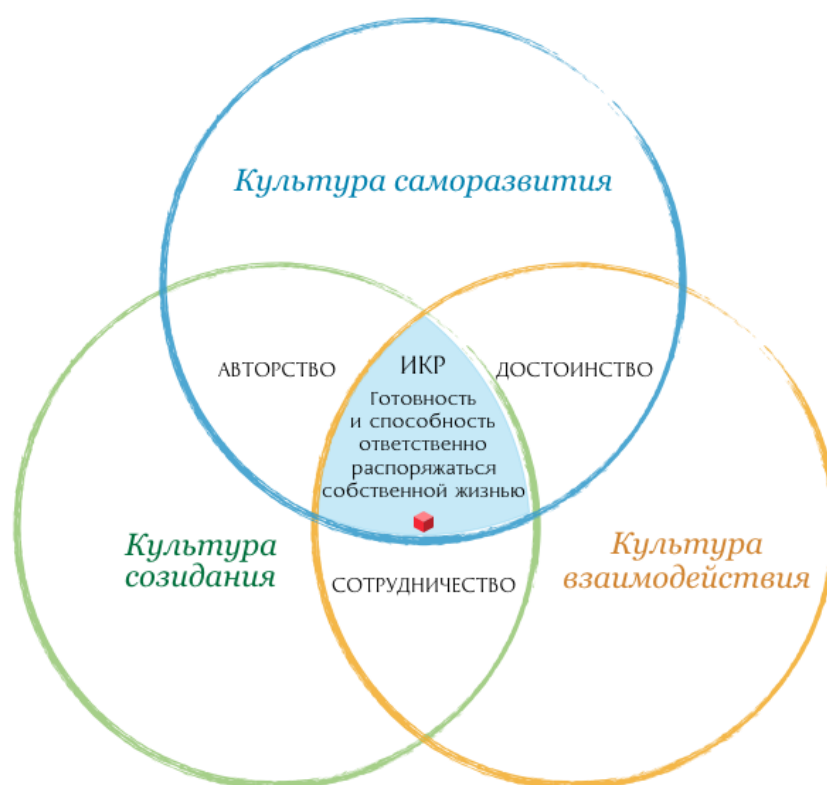 Культура саморазвития
АВТОРСТВО
ИКР
ДОСТОИНСТВО
Готовность
и способность
ответственно
распоряжаться
собственной жизнью
Культура
созидания
Культура
взаимодействия
СОТРУДНИЧЕСТВО